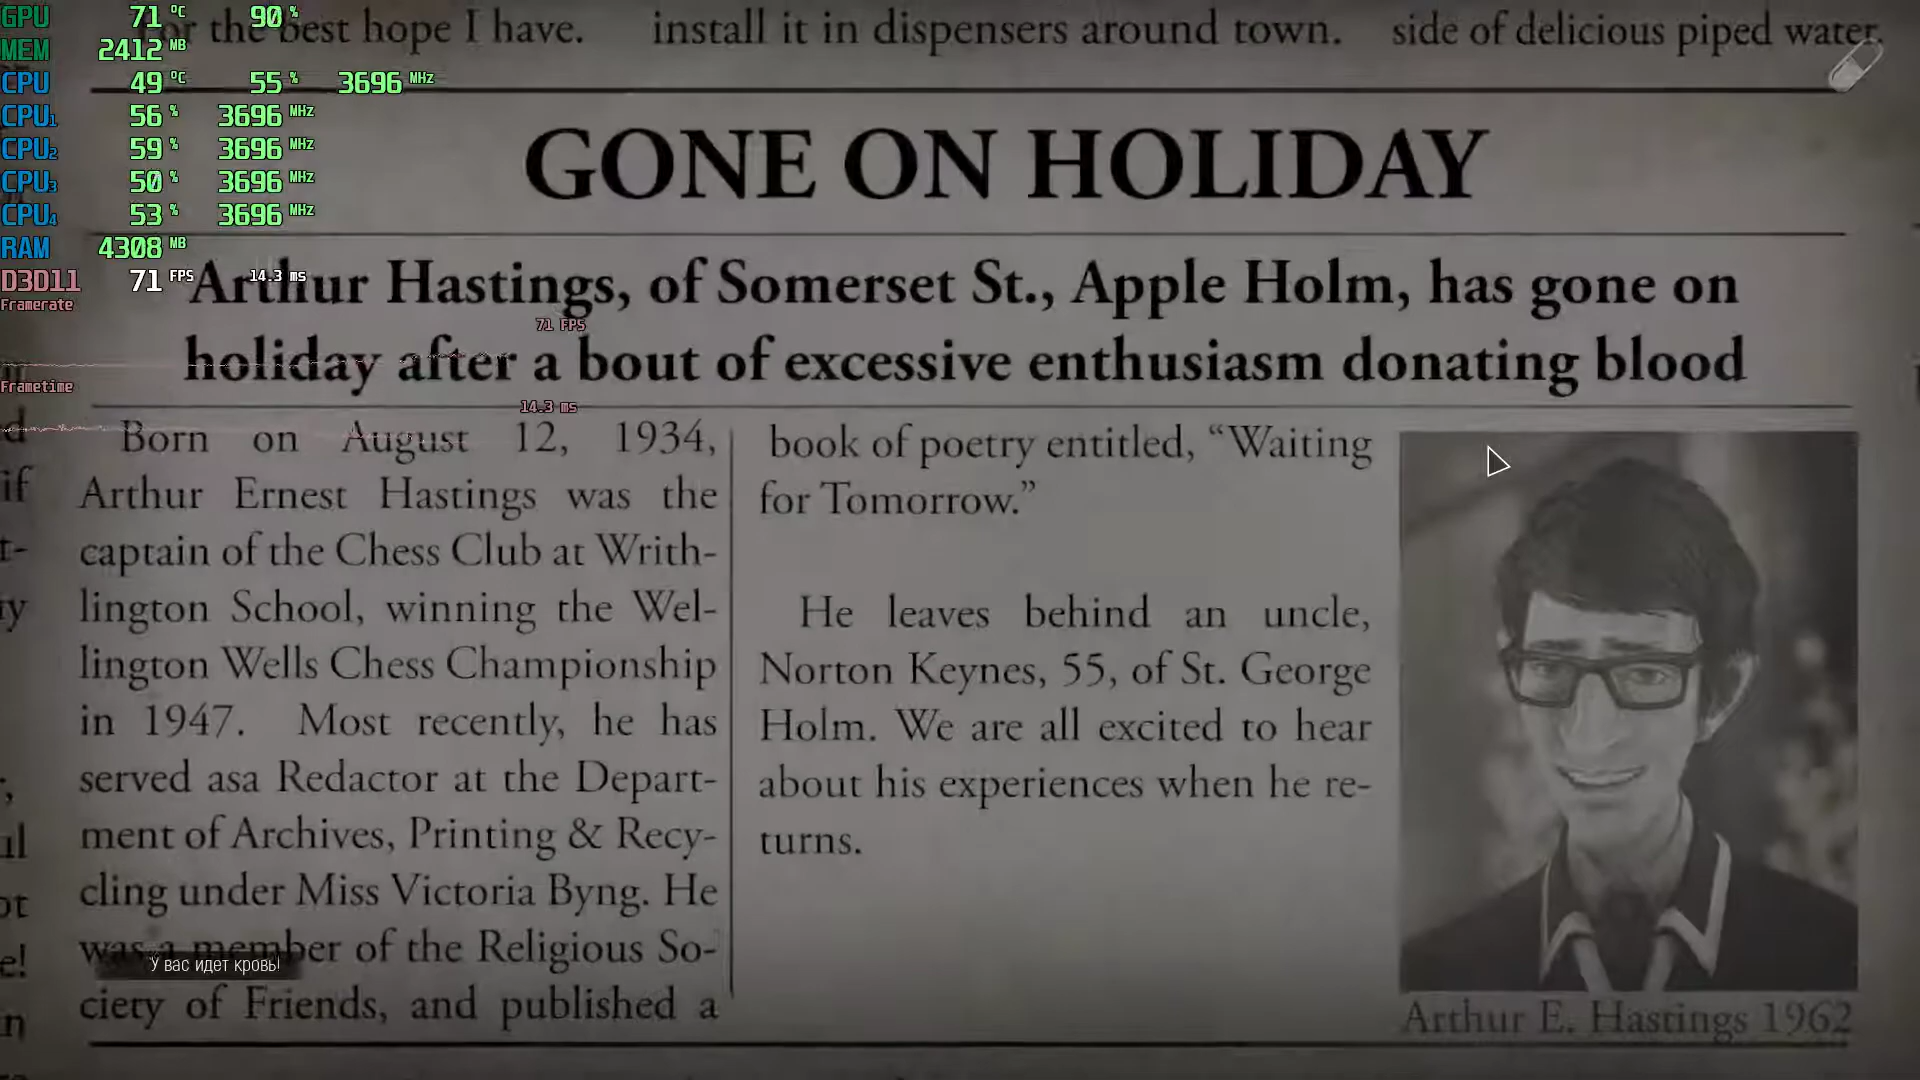 GPU 71 °C 90 %
MEM 2412 MB
CPU 49 °C 55 % 3696 MHz
CPU1 56 % 3696 MHz
CPU2 59 % 3696 MHz
CPU3 50 % 3696 MHz
CPU4 53 % 3696 MHz
RAM 4308 MB
D3D11 71 FPS 14.3 ms
Framerate
71 FPS
Frametime
14.3 ms
the best hope I have.
install it in dispensers around town.
side of delicious piped water.
GONE ON HOLIDAY
Arthur Hastings, of Somerset St., Apple Holm, has gone on
holiday after a bout of excessive enthusiasm donating blood
Born on August 12, 1934,
Arthur Ernest Hastings was the
captain of the Chess Club at Writh-
lington School, winning the Wel-
lington Wells Chess Championship
in 1947. Most recently, he has
served asa Redactor at the Depart-
ment of Archives, Printing & Recy-
cling under Miss Victoria Byng. He
was a member of the Religious So-
ciety of Friends, and published a
book of poetry entitled, “Waiting
for Tomorrow.”
He leaves behind an uncle,
Norton Keynes, 55, of St. George
Holm. We are all excited to hear
about his experiences when he re-
turns.
Arthur E. Hastings 1962
У вас идет кровь!